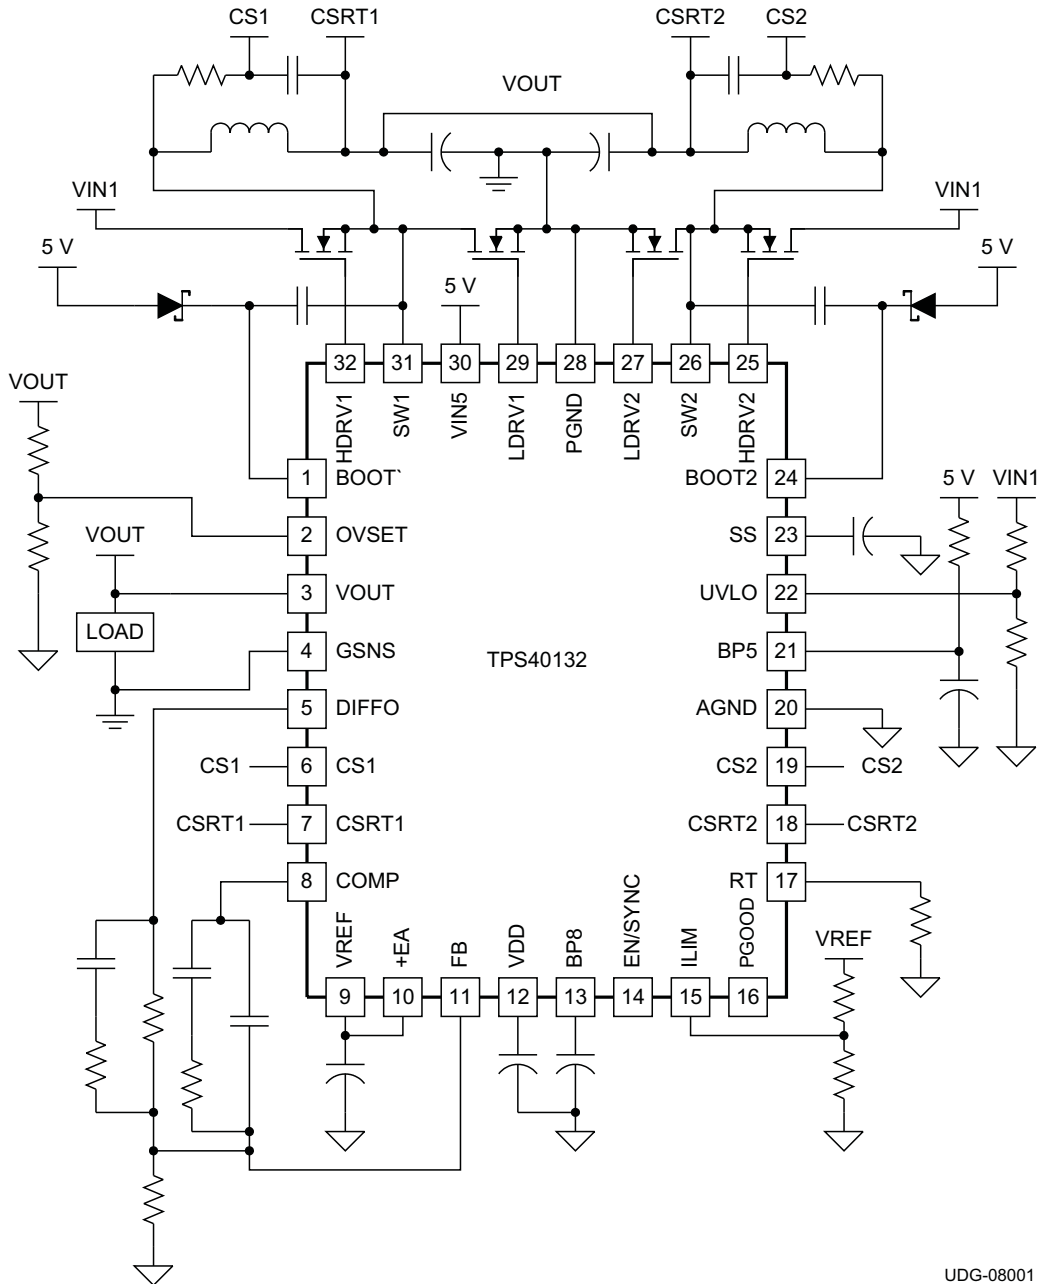 CS1
CSRT1
CSRT2
CS2
VOUT
VIN1
VIN1
5 V
5 V
5 V
VOUT
32
31
30
29
28
27
26
25
HDRV1
SW1
VIN5
LDRV1
PGND
LDRV2
SW2
HDRV2
1 BOOT`
BOOT2 24
5 V
VIN1
2 OVSET
SS 23
VOUT
3 VOUT
UVLO 22
LOAD
4 GSNS
TPS40132
BP5 21
5 DIFFO
AGND 20
CS1 6 CS1
CS2 19 CS2
CSRT1 7 CSRT1
CSRT2 18 CSRT2
8 COMP
RT 17
VREF
+EA
FB
VDD
BP8
EN/SYNC
ILIM
PGOOD
VREF
9
10
11
12
13
14
15
16
UDG-08001